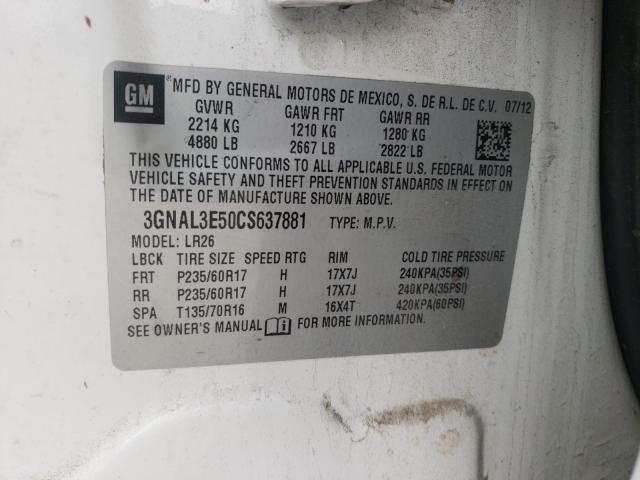 GM ® MFD BY GENERAL MOTORS DE MEXICO, S. DE R.L. DE C.V. 07/12
GVWR GAWR FRT GAWR RR
2214 KG 1210 KG 1280 KG
4880 LB 2667 LB 2822 LB
THIS VEHICLE CONFORMS TO ALL APPLICABLE U.S. FEDERAL MOTOR
VEHICLE SAFETY AND THEFT PREVENTION STANDARDS IN EFFECT ON
THE DATE OF MANUFACTURE SHOWN ABOVE.
3GNAL3E50CS637881 TYPE: M.P.V.
MODEL: LR26
LBCK TIRE SIZE SPEED RTG RIM COLD TIRE PRESSURE
FRT P235/60R17 H 17X7J 240KPA(35PSI)
RR P235/60R17 H 17X7J 240KPA(35PSI)
SPA T135/70R16 M 16X4T 420KPA(60PSI)
SEE OWNER'S MANUAL FOR MORE INFORMATION.